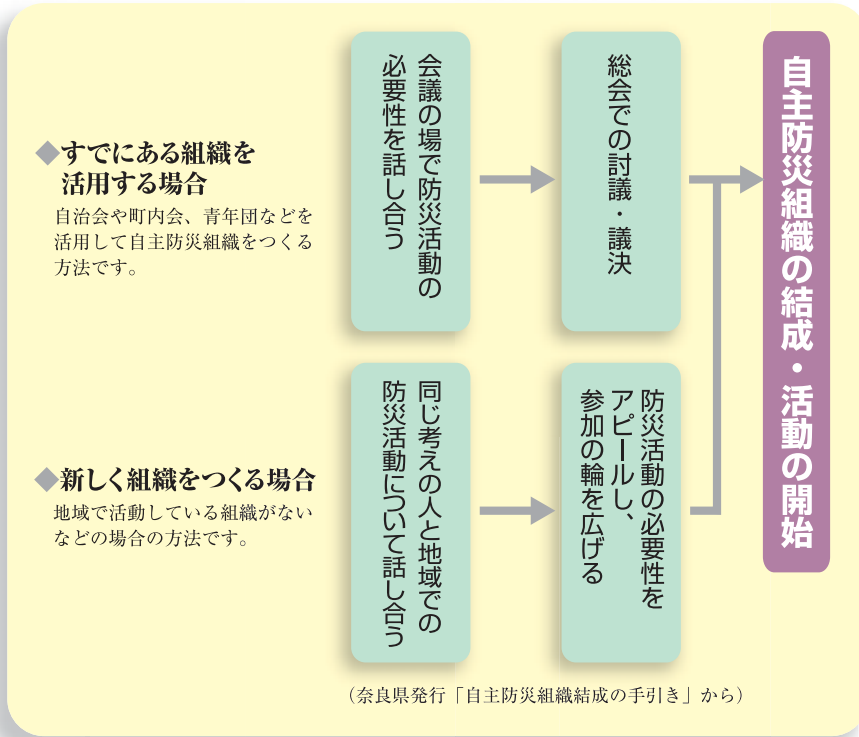 ◆すでにある組織を
活用する場合
自治会や町内会、青年団などを
活用して自主防災組織をつくる
方法です。
会議の場で防災活動の
必要性を話し合う
総会での討議・議決
◆新しく組織をつくる場合
地域で活動している組織がない
などの場合の方法です。
同じ考えの人と地域での
防災活動について話し合う
防災活動の必要性を
アピールし、
参加の輪を広げる
自主防災組織の結成・活動の開始
（奈良県発行「自主防災組織結成の手引き」から）